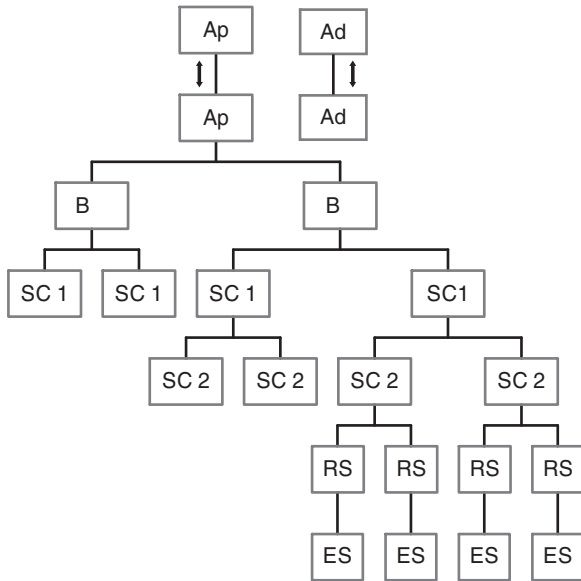 Ap Ad
Ap Ad
B B
SC 1 SC 1 SC 1 SC1
SC 2 SC 2 SC 2 SC 2
RS RS RS RS
ES ES ES ES